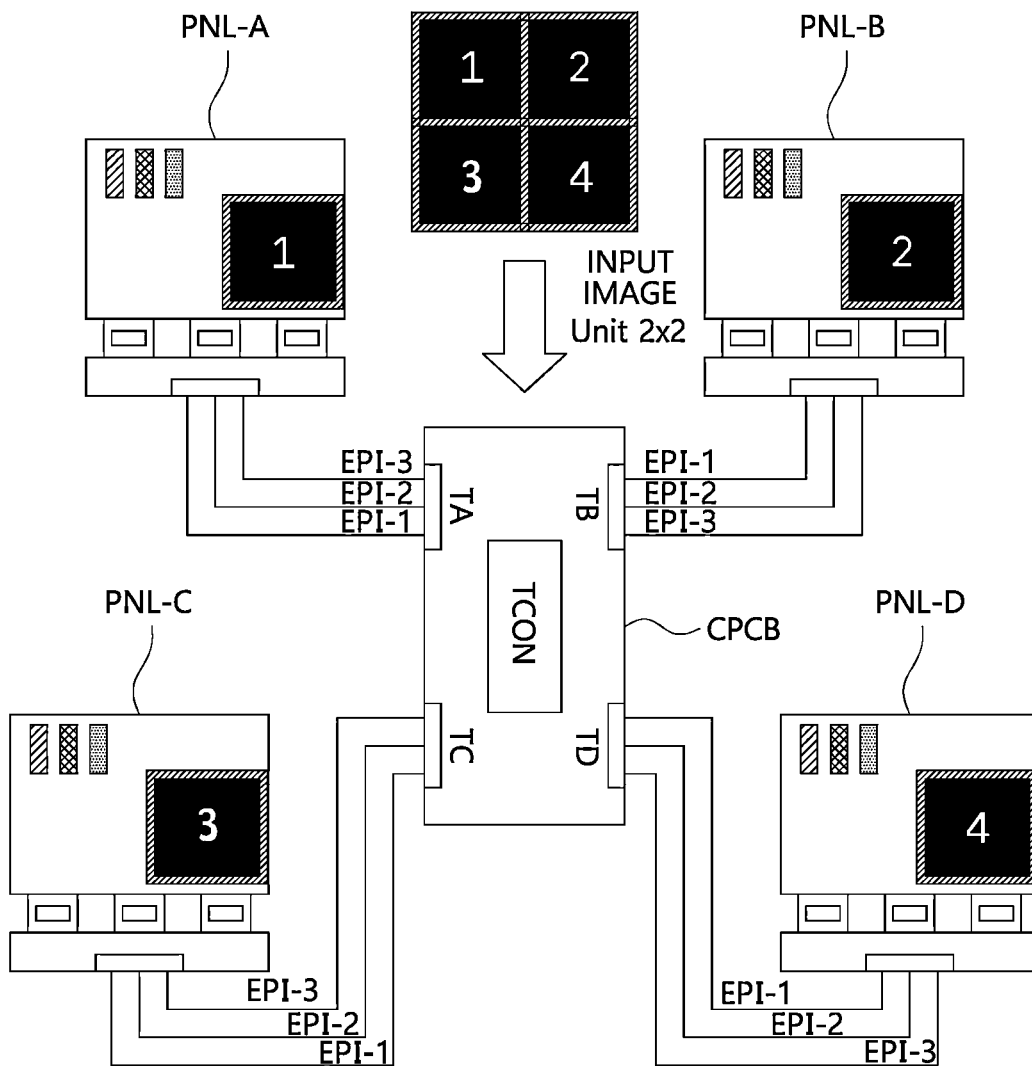 PNL-A
PNL-B
1
2
3
4
1
2
INPUT
IMAGE
Unit 2x2
EPI-3
EPI-2
EPI-1
TA
TB
EPI-1
EPI-2
EPI-3
TCON
CPCB
PNL-C
PNL-D
TC
TD
3
4
EPI-3
EPI-2
EPI-1
EPI-1
EPI-2
EPI-3